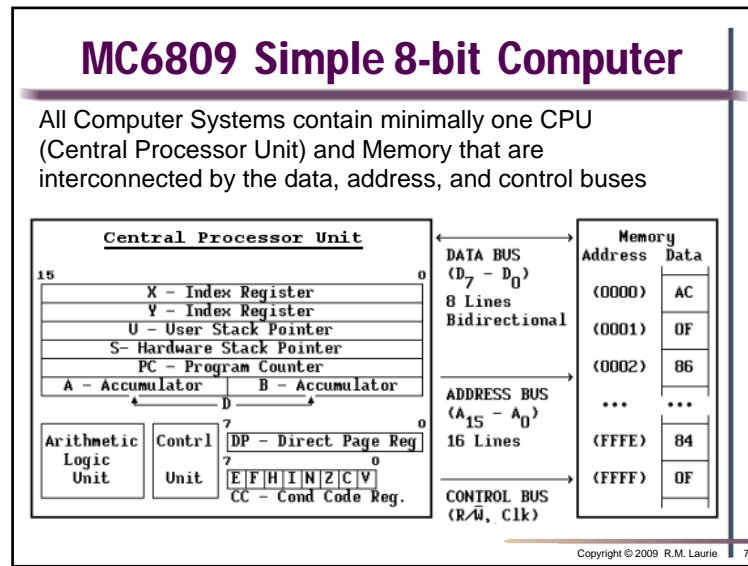 MC6809 Simple 8-bit Computer
All Computer Systems contain minimally one CPU
(Central Processor Unit) and Memory that are
interconnected by the data, address, and control buses
Central Processor Unit
15 0
X - Index Register
Y - Index Register
U - User Stack Pointer
S- Hardware Stack Pointer
PC - Program Counter
A - Accumulator B - Accumulator
D
Arithmetic
Logic
Unit
Contrl
Unit
7 0
DP - Direct Page Reg
7 0
E F H I N Z C V
CC - Cond Code Reg.
DATA BUS
(D7 - D0)
8 Lines
Bidirectional
ADDRESS BUS
(A15 - A0)
16 Lines
CONTROL BUS
(R/W̅, Clk)
Memory
Address Data
(0000) AC
(0001) 0F
(0002) 86
... ...
(FFFE) 84
(FFFF) 0F
Copyright © 2009 R.M. Laurie 7